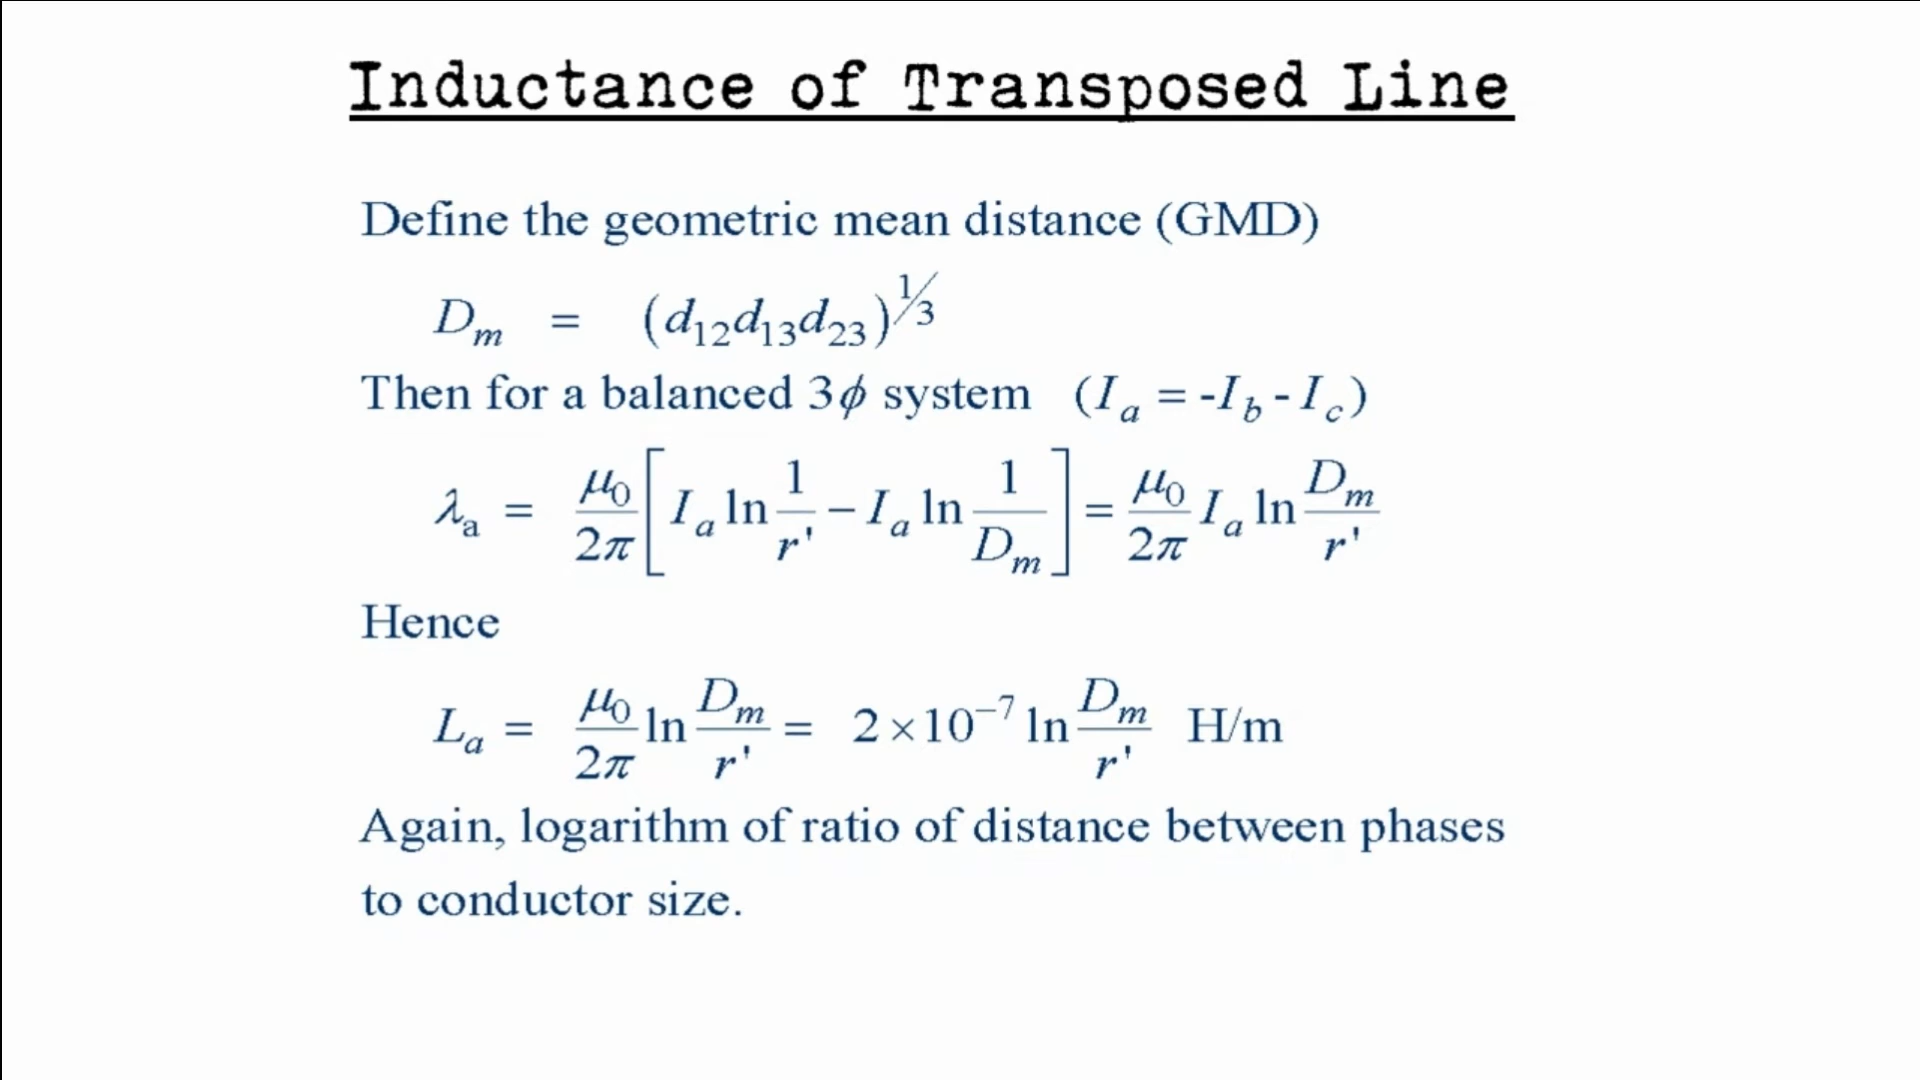 Inductance of Transposed Line
Define the geometric mean distance (GMD)
D_m = (d_12 d_13 d_23)^{1/3}
Then for a balanced 3ϕ system (I_a = -I_b - I_c)
λ_a = μ_0/2π [I_a ln 1/r' − I_a ln 1/D_m] = μ_0/2π I_a ln D_m/r'
Hence
L_a = μ_0/2π ln D_m/r' = 2×10^{−7} ln D_m/r' H/m
Again, logarithm of ratio of distance between phases
to conductor size.